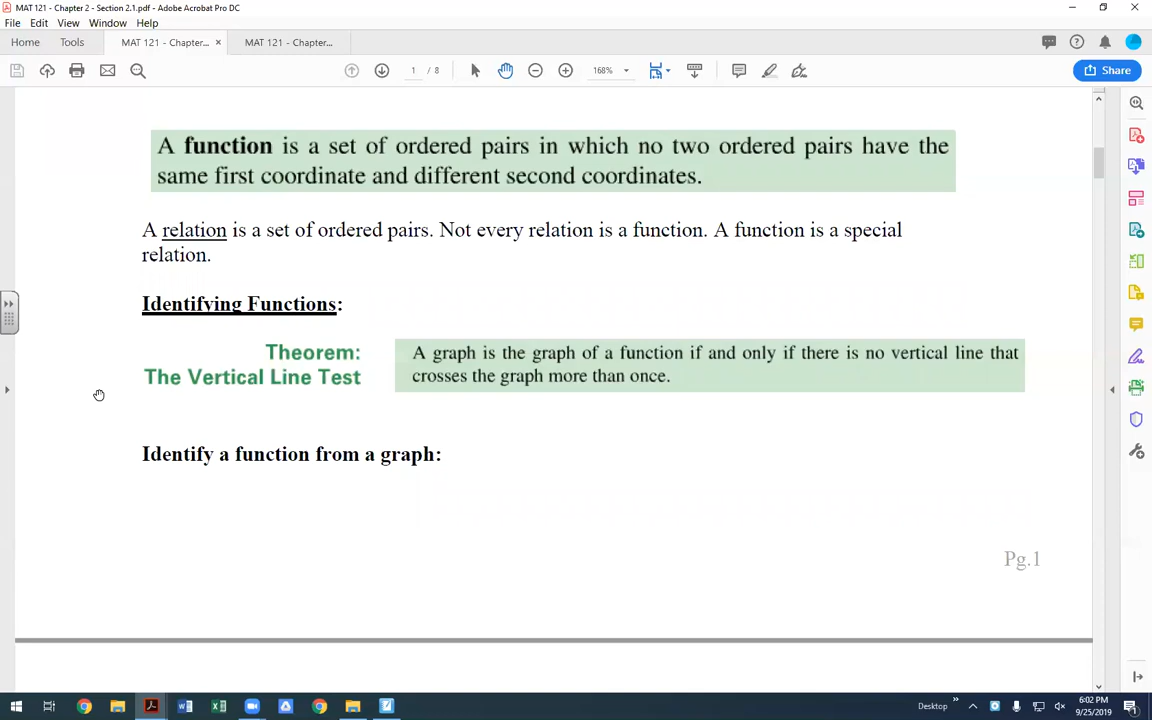 MAT 121 - Chapter 2 - Section 2.1.pdf - Adobe Acrobat Pro DC
File Edit View Window Help
Home Tools MAT 121 - Chapter... × MAT 121 - Chapter...
1 / 8 168% Share
A function is a set of ordered pairs in which no two ordered pairs have the
same first coordinate and different second coordinates.
A relation is a set of ordered pairs. Not every relation is a function. A function is a special
relation.
Identifying Functions:
Theorem:
The Vertical Line Test
A graph is the graph of a function if and only if there is no vertical line that
crosses the graph more than once.
Identify a function from a graph:
Pg.1
Desktop
6:02 PM
9/25/2019